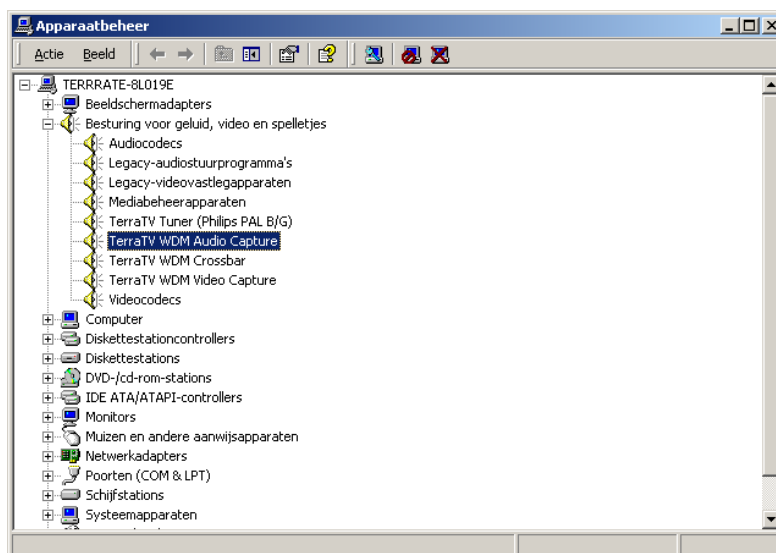 Apparaatbeheer
Actie Beeld
TERRRATE-8L019E
Beeldschermadapters
Besturing voor geluid, video en spelletjes
Audiocodecs
Legacy-audiostuurprogramma's
Legacy-videovastlegapparaten
Mediabeheerapparaten
TerraTV Tuner (Philips PAL B/G)
TerraTV WDM Audio Capture
TerraTV WDM Crossbar
TerraTV WDM Video Capture
Videocodecs
Computer
Diskettestationcontrollers
Diskettestations
DVD-/cd-rom-stations
IDE ATA/ATAPI-controllers
Monitors
Muizen en andere aanwijsapparaten
Netwerkadapters
Poorten (COM & LPT)
Schijfstations
Systeemapparaten